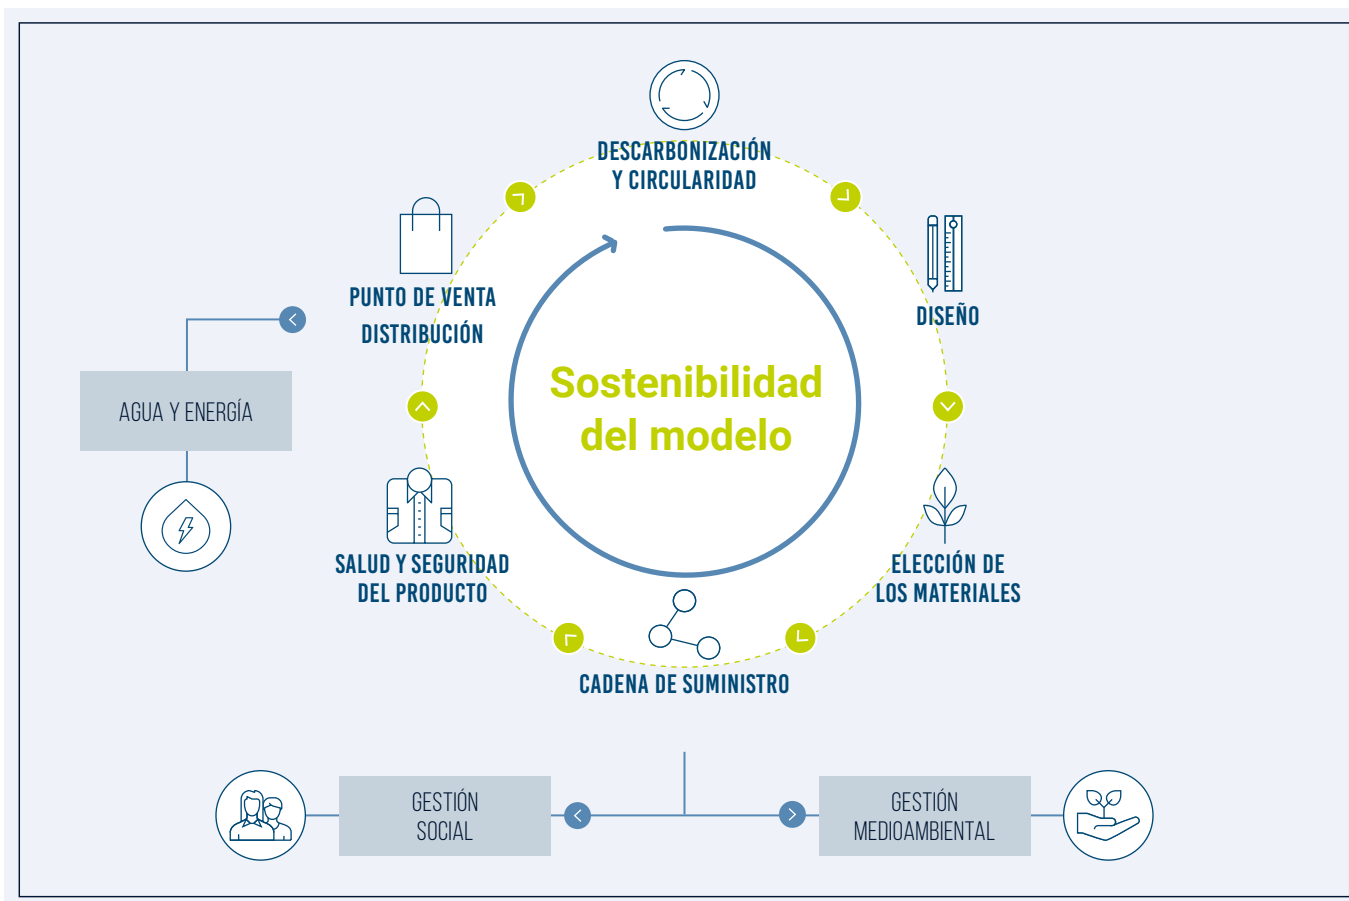 DESCARBONIZACIÓN
Y CIRCULARIDAD
PUNTO DE VENTA
DISTRIBUCIÓN
DISEÑO
Sostenibilidad
del modelo
AGUA Y ENERGÍA
SALUD Y SEGURIDAD
DEL PRODUCTO
ELECCIÓN DE
LOS MATERIALES
CADENA DE SUMINISTRO
GESTIÓN
SOCIAL
GESTIÓN
MEDIOAMBIENTAL